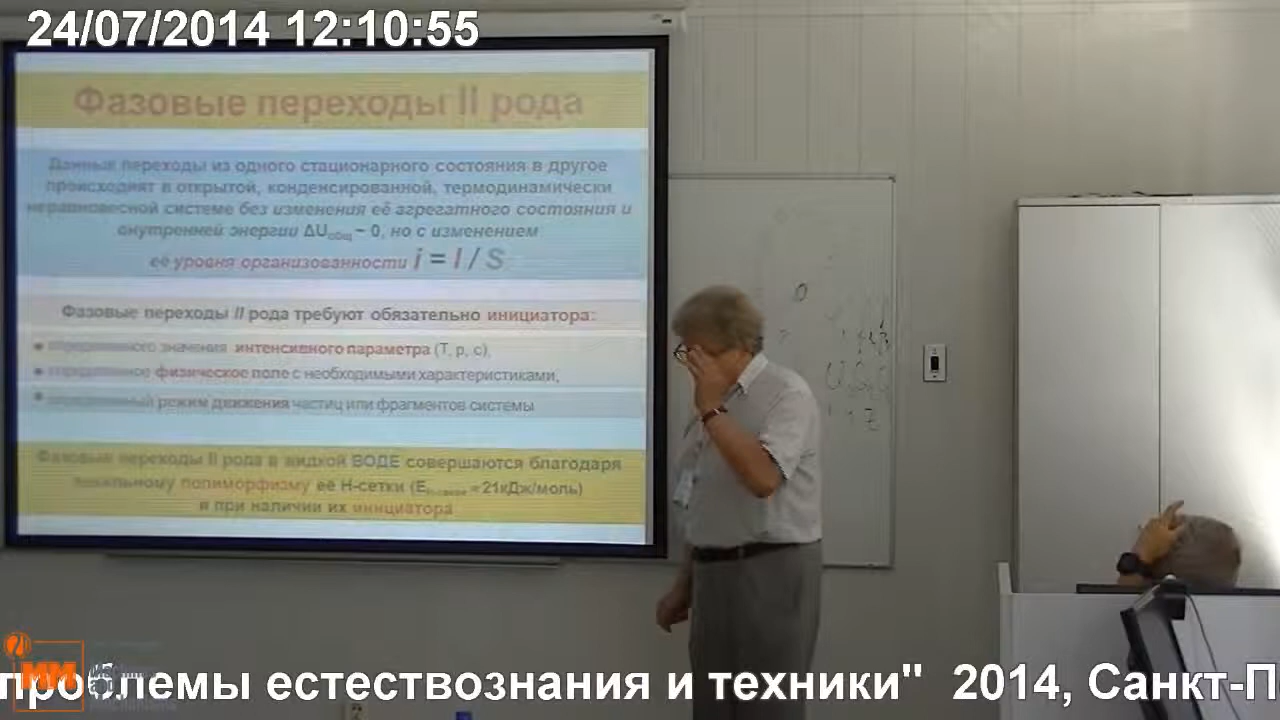 24/07/2014 12:10:55
Фазовые переходы II рода
Данные переходы из одного стационарного состояния в другое
происходят в открытой, конденсированной, термодинамически
неравновесной системе без изменения её агрегатного состояния и
внутренней энергии ΔUобщ ~ 0, но с изменением
её уровня организованности i = I / S
Фазовые переходы II рода требуют обязательно инициатора:
значения интенсивного параметра (T, p, c),
физическое поле с необходимыми характеристиками,
режим движения частиц или фрагментов системы
Фазовые переходы II рода в жидкой ВОДЕ совершаются благодаря
полиморфизму её Н-сетки (E = 21кДж/моль)
и при наличии их инициатора
ММ
проблемы естествознания и техники" 2014, Санкт-П